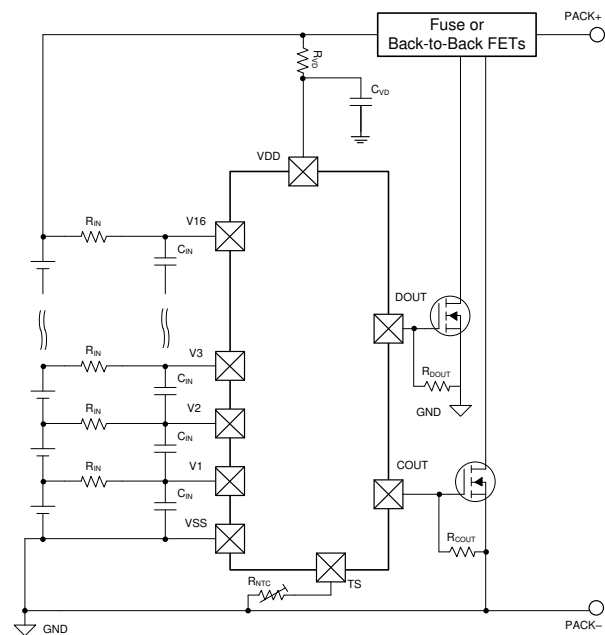 PACK+
Fuse or
Back-to-Back FETs
RVD
CVD
VDD
RIN
V16
CIN
DOUT
RIN
V3
CIN
RDOUT
RIN
V2
GND
CIN
COUT
RIN
V1
CIN
VSS
RCOUT
RNTC
TS
GND
PACK–